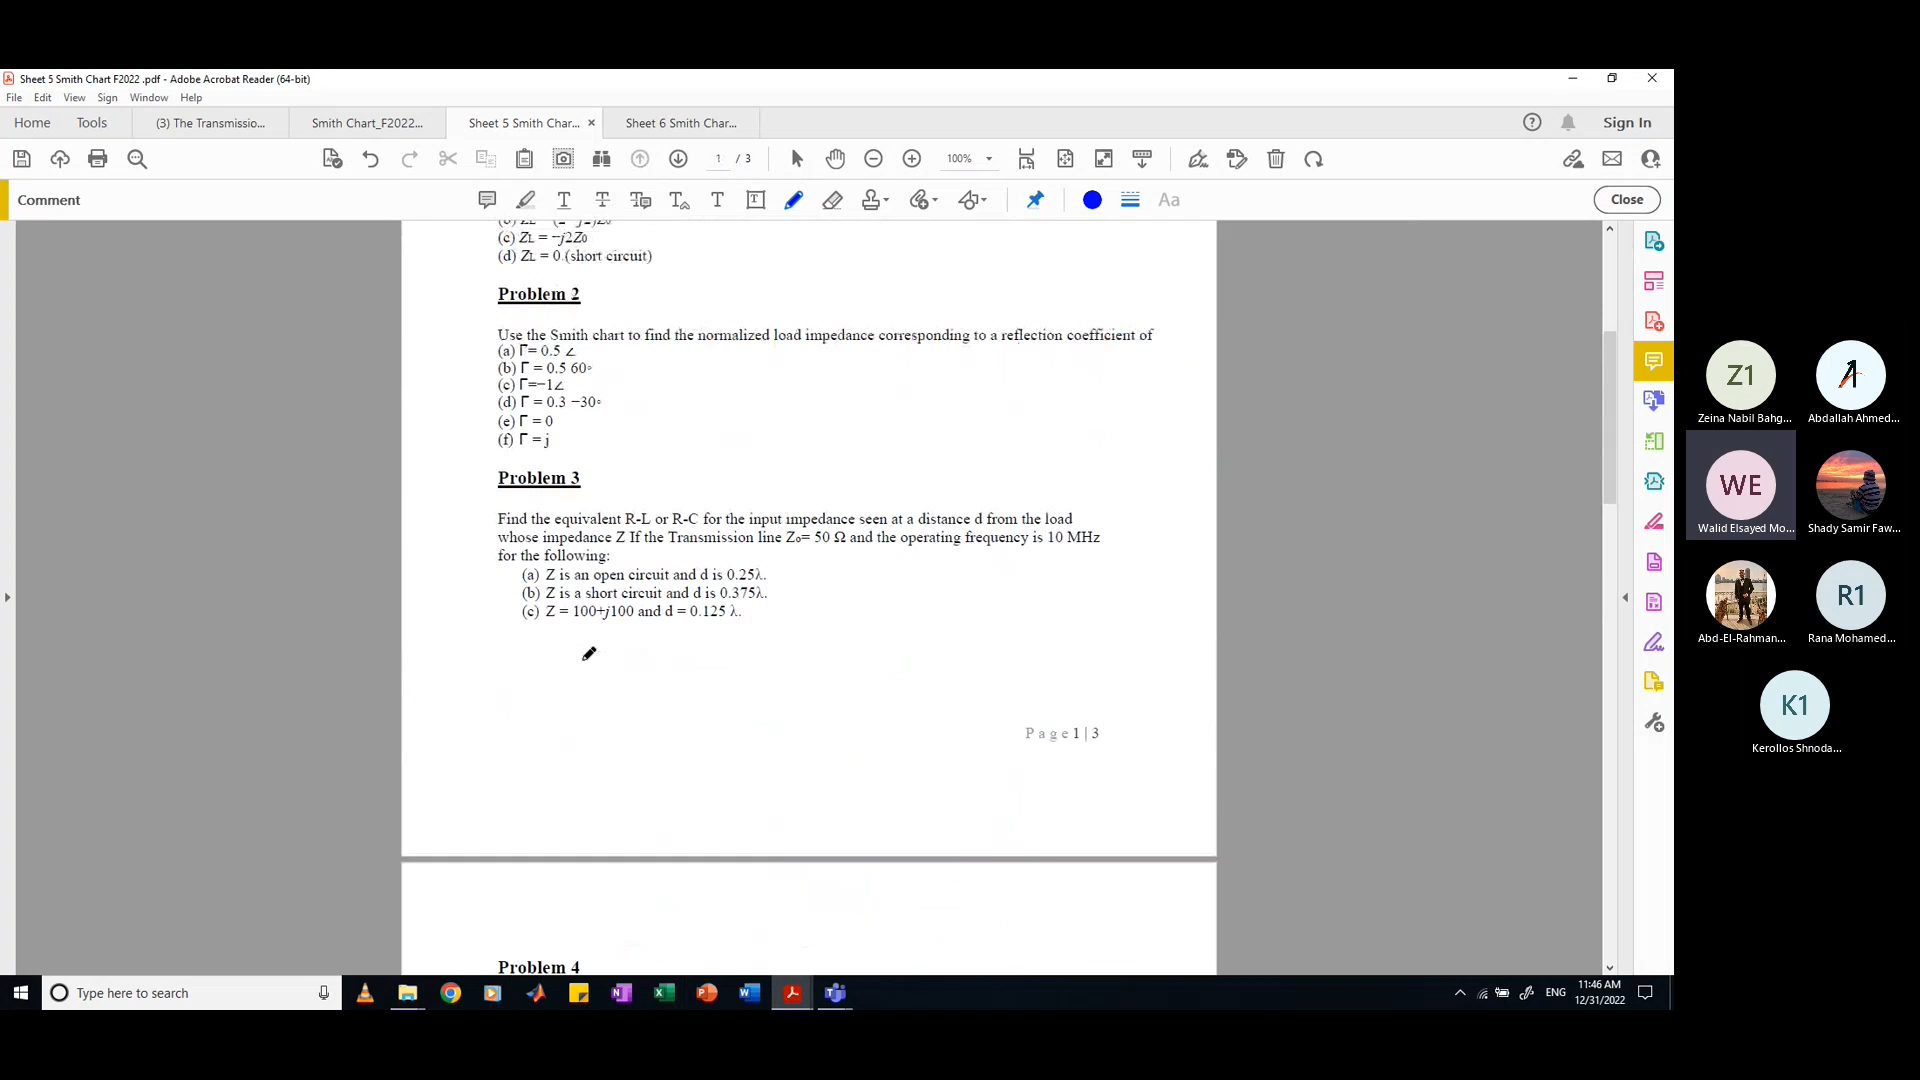 Sheet 5 Smith Chart F2022 .pdf - Adobe Acrobat Reader (64-bit)
File Edit View Sign Window Help
Home Tools (3) The Transmissio... Smith Chart_F2022... Sheet 5 Smith Char... × Sheet 6 Smith Char... Sign In
1 / 3 100%
Comment Close
(c) ZL = −j2Z0
(d) ZL = 0 (short circuit)
Problem 2
Use the Smith chart to find the normalized load impedance corresponding to a reflection coefficient of
(a) Γ= 0.5 ∠
(b) Γ = 0.5 60◦
(c) Γ=−1∠
(d) Γ = 0.3 −30◦
(e) Γ = 0
(f) Γ = j
Problem 3
Find the equivalent R-L or R-C for the input impedance seen at a distance d from the load
whose impedance Z If the Transmission line Zo= 50 Ω and the operating frequency is 10 MHz
for the following:
(a) Z is an open circuit and d is 0.25λ.
(b) Z is a short circuit and d is 0.375λ.
(c) Z = 100+j100 and d = 0.125 λ.
Page 1 | 3
Problem 4
Z1
Zeina Nabil Bahg...
Abdallah Ahmed...
WE
Walid Elsayed Mo...
Shady Samir Faw...
Abd-El-Rahman...
R1
Rana Mohamed...
K1
Kerollos Shnoda...
Type here to search
ENG
11:46 AM
12/31/2022